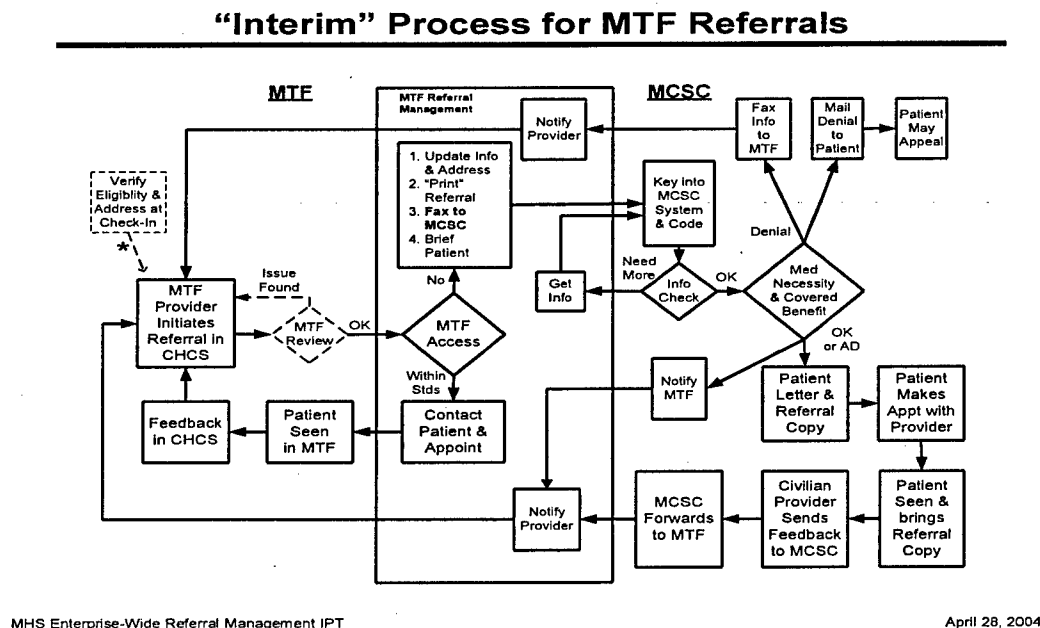 “Interim” Process for MTF Referrals
MTF
MTF Referral
Management
MCSC
Notify
Provider
Fax
Info
to
MTF
Mail
Denial
to
Patient
Patient
May
Appeal
Verify
Eligiblity &
Address at
Check-In
*
1. Update Info
& Address
2. "Print"
Referral
3. Fax to
MCSC
4. Brief
Patient
Key into
MCSC
System
& Code
Denial
Issue
Found
No
Need
More
Get
Info
Info
Check
OK
Med
Necessity
& Covered
Benefit
MTF
Provider
Initiates
Referral in
CHCS
MTF
Review
OK
MTF
Access
OK
or AD
Within
Stds
Notify
MTF
Patient
Letter &
Referral
Copy
Patient
Makes
Appt with
Provider
Feedback
in CHCS
Patient
Seen
in MTF
Contact
Patient &
Appoint
Notify
Provider
MCSC
Forwards
to MTF
Civilian
Provider
Sends
Feedback
to MCSC
Patient
Seen &
brings
Referral
Copy
MHS Enterprise-Wide Referral Management IPT
April 28, 2004